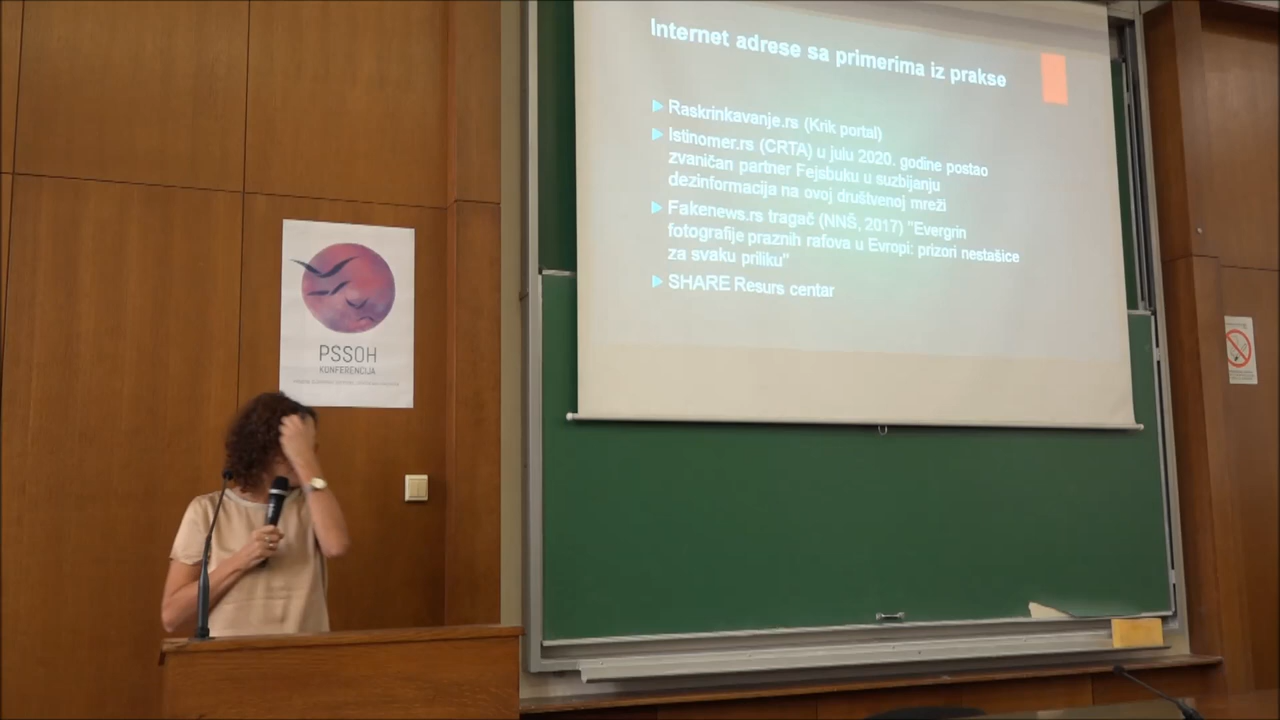 Internet adrese sa primerima iz prakse
Raskrinkavanje.rs (Krik portal)
Istinomer.rs (CRTA) u julu 2020. godine postao
zvaničan partner Fejsbuku u suzbijanju
dezinformacija na ovoj društvenoj mreži
Fakenews.rs tragač (NNŠ, 2017) "Evergrin
fotografije praznih rafova u Evropi: prizori nestašice
za svaku priliku"
SHARE Resurs centar
PSSOH
KONFERENCIJA